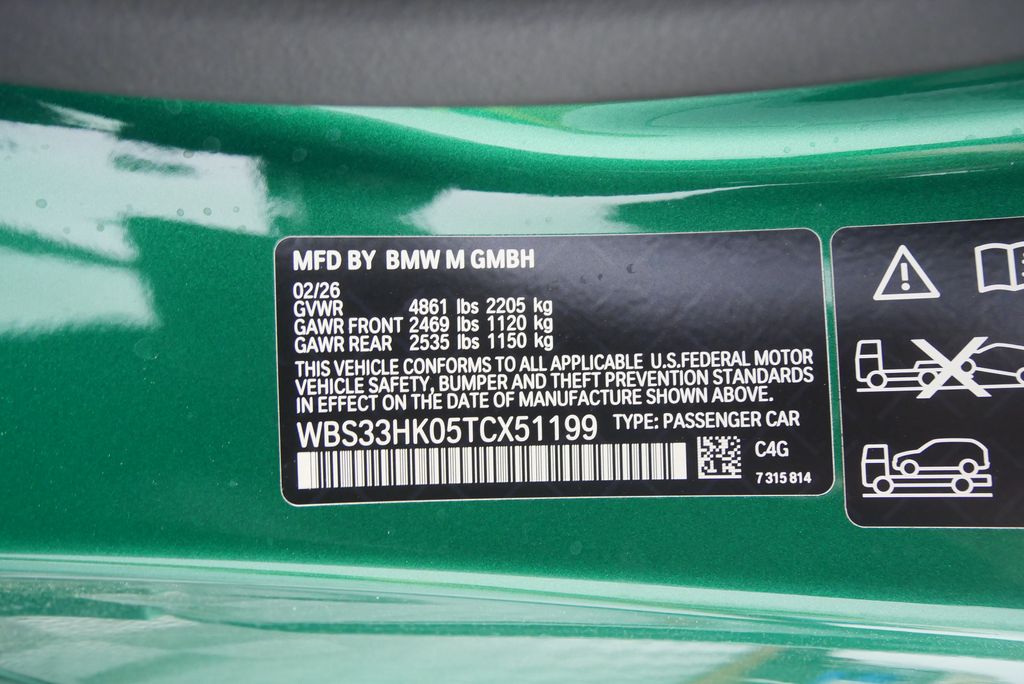 MFD BY BMW M GMBH
02/26
GVWR 4861 lbs 2205 kg
GAWR FRONT 2469 lbs 1120 kg
GAWR REAR 2535 lbs 1150 kg
THIS VEHICLE CONFORMS TO ALL APPLICABLE U.S.FEDERAL MOTOR
VEHICLE SAFETY, BUMPER AND THEFT PREVENTION STANDARDS
IN EFFECT ON THE DATE OF MANUFACTURE SHOWN ABOVE.
WBS33HK05TCX51199 TYPE: PASSENGER CAR
C4G
7 315 814